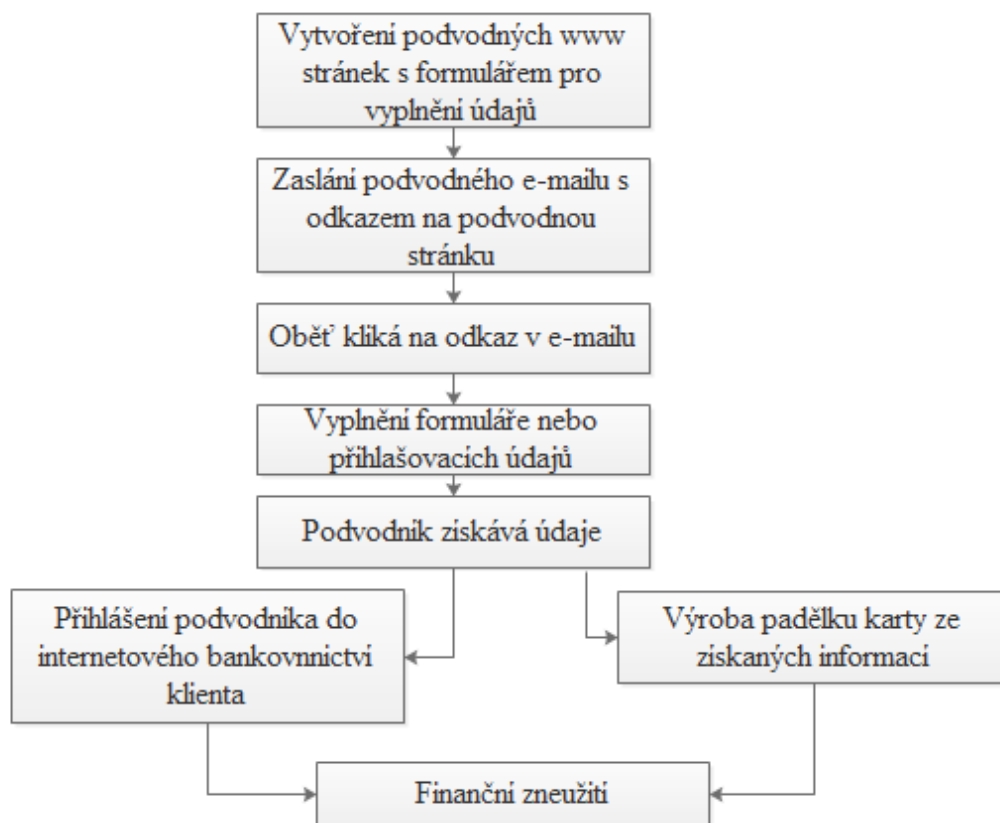 Vytvoření podvodných www
stránek s formulářem pro
vyplnění údajů
Zaslání podvodného e-mailu s
odkazem na podvodnou
stránku
Oběť kliká na odkaz v e-mailu
Vyplnění formuláře nebo
přihlašovacích údajů
Podvodník získává údaje
Přihlášení podvodníka do
internetového bankovnnictví
klienta
Výroba padělku karty ze
získaných informací
Finanční zneužití